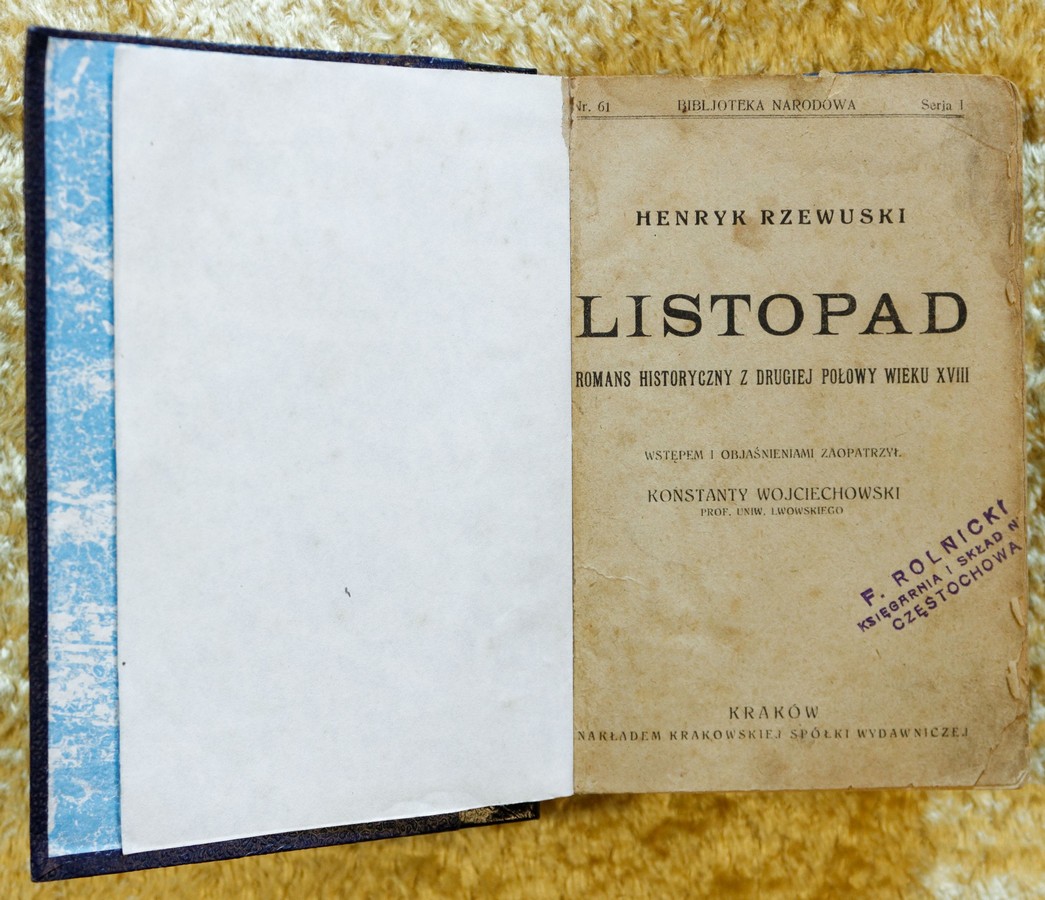 Nr. 61 BIBLJOTEKA NARODOWA Serja I
HENRYK RZEWUSKI
LISTOPAD
ROMANS HISTORYCZNY Z DRUGIEJ POŁOWY WIEKU XVIII
WSTĘPEM I OBJAŚNIENIAMI ZAOPATRZYŁ
KONSTANTY WOJCIECHOWSKI
PROF. UNIW. LWOWSKIEGO
F. ROLNICKI
KSIĘGARNIA I SKŁAD N
CZĘSTOCHOWA
KRAKÓW
NAKŁADEM KRAKOWSKIEJ SPÓŁKI WYDAWNICZEJ